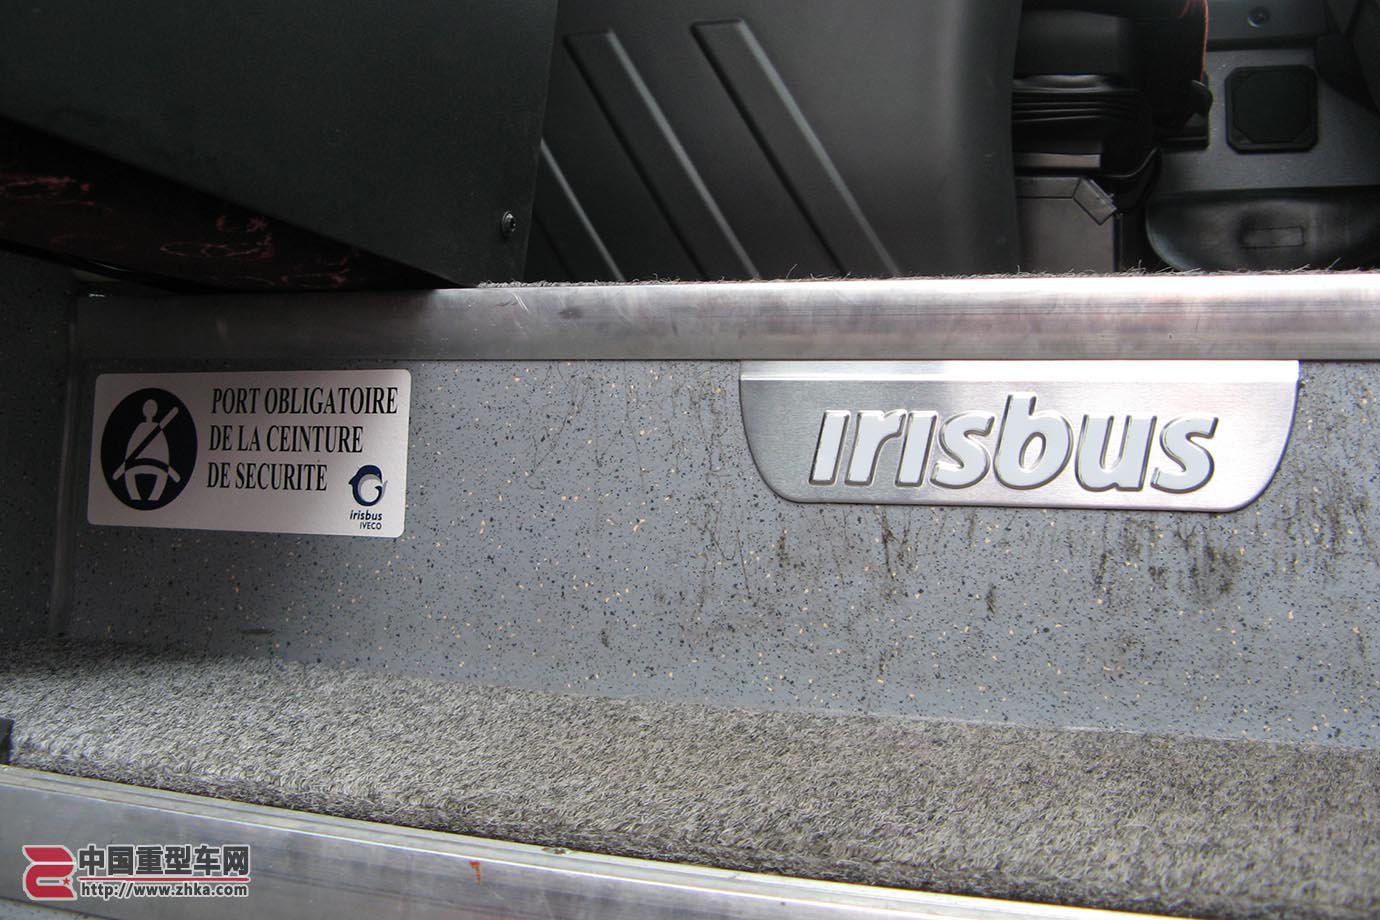 PORT OBLIGATOIRE
DE LA CEINTURE
DE SECURITE
irisbus
IVECO
irisbus
中国重型车网
http://www.zhka.com